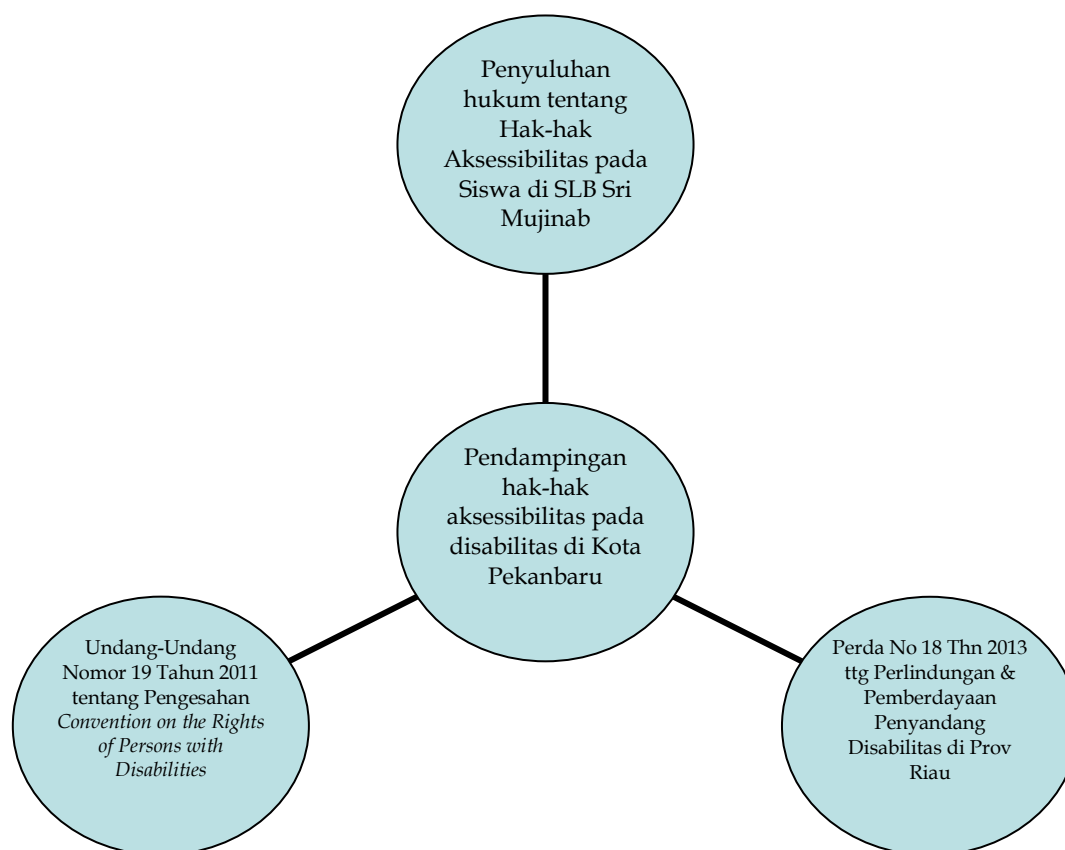 Penyuluhan
hukum tentang
Hak-hak
Aksessibilitas pada
Siswa di SLB Sri
Mujinab
Pendampingan
hak-hak
aksessibilitas pada
disabilitas di Kota
Pekanbaru
Undang-Undang
Nomor 19 Tahun 2011
tentang Pengesahan
Convention on the Rights
of Persons with
Disabilities
Perda No 18 Thn 2013
ttg Perlindungan &
Pemberdayaan
Penyandang
Disabilitas di Prov
Riau